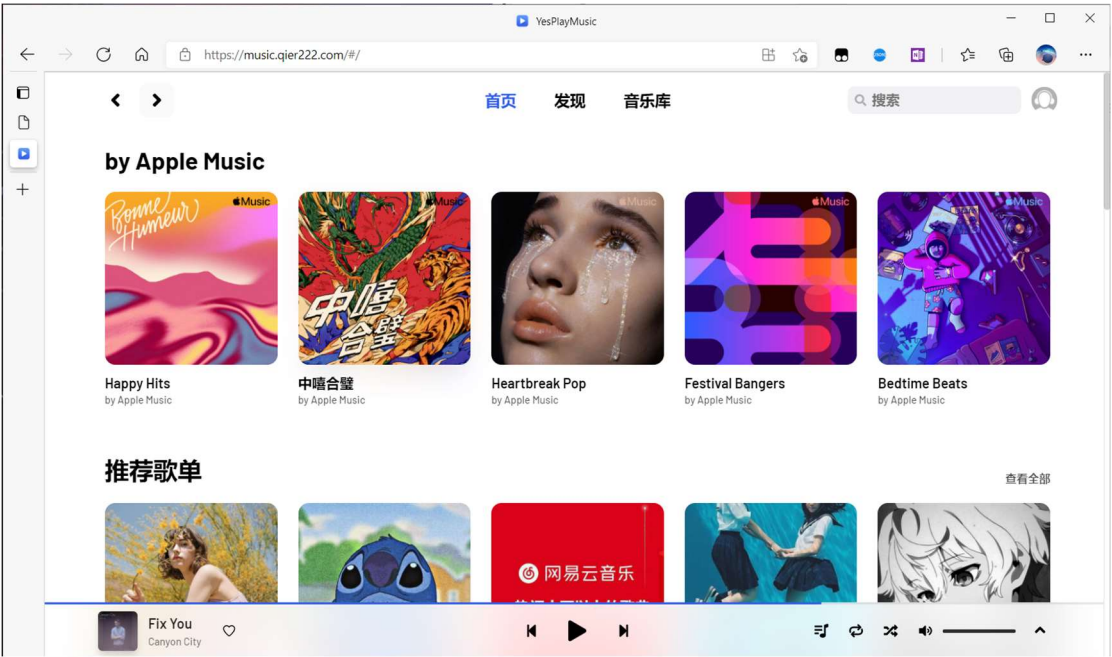 YesPlayMusic
https://music.qier222.com/#/
首页 发现 音乐库 搜索
by Apple Music
Bonne Humeur Music
Music
中嘻合璧
Music
Music
Music
Happy Hits
by Apple Music
中嘻合璧
by Apple Music
Heartbreak Pop
by Apple Music
Festival Bangers
by Apple Music
Bedtime Beats
by Apple Music
推荐歌单 查看全部
网易云音乐
Fix You
Canyon City